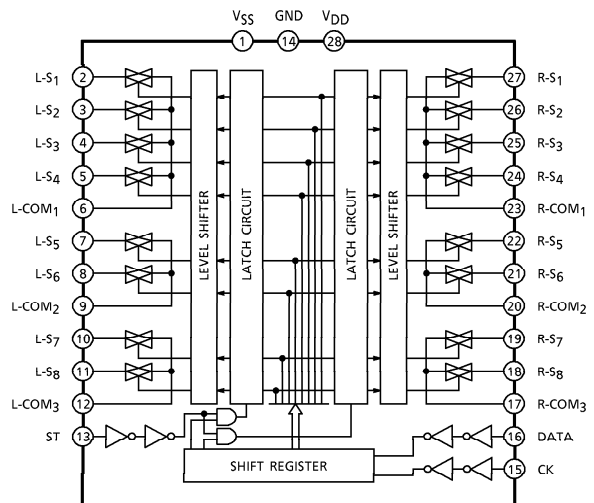 VSS GND VDD
1 14 28
L-S1 2 27 R-S1
L-S2 3 26 R-S2
L-S3 4 25 R-S3
L-S4 5 24 R-S4
L-COM1 6 23 R-COM1
L-S5 7 22 R-S5
L-S6 8 21 R-S6
L-COM2 9 20 R-COM2
L-S7 10 19 R-S7
L-S8 11 18 R-S8
L-COM3 12 17 R-COM3
ST 13 16 DATA
15 CK
LEVEL SHIFTER
LATCH CIRCUIT
LATCH CIRCUIT
LEVEL SHIFTER
SHIFT REGISTER